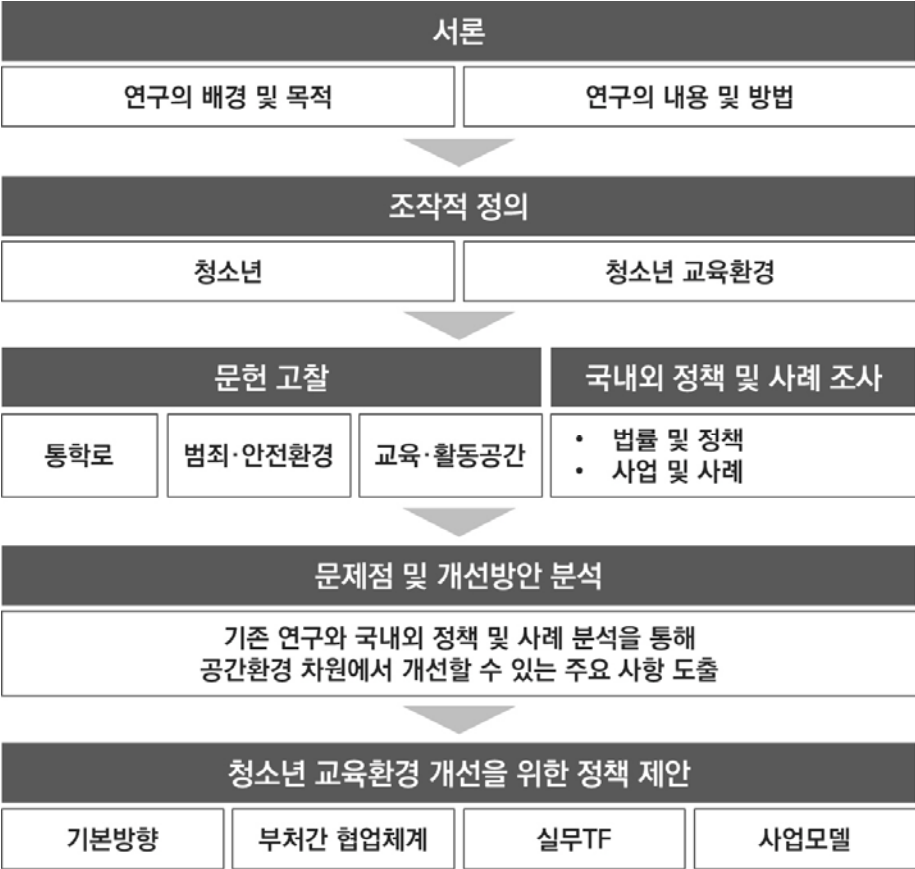 서론
연구의 배경 및 목적
연구의 내용 및 방법
조작적 정의
청소년
청소년 교육환경
문헌 고찰
국내외 정책 및 사례 조사
통학로
범죄·안전환경
교육·활동공간
• 법률 및 정책
• 사업 및 사례
문제점 및 개선방안 분석
기존 연구와 국내외 정책 및 사례 분석을 통해
공간환경 차원에서 개선할 수 있는 주요 사항 도출
청소년 교육환경 개선을 위한 정책 제안
기본방향
부처간 협업체계
실무TF
사업모델